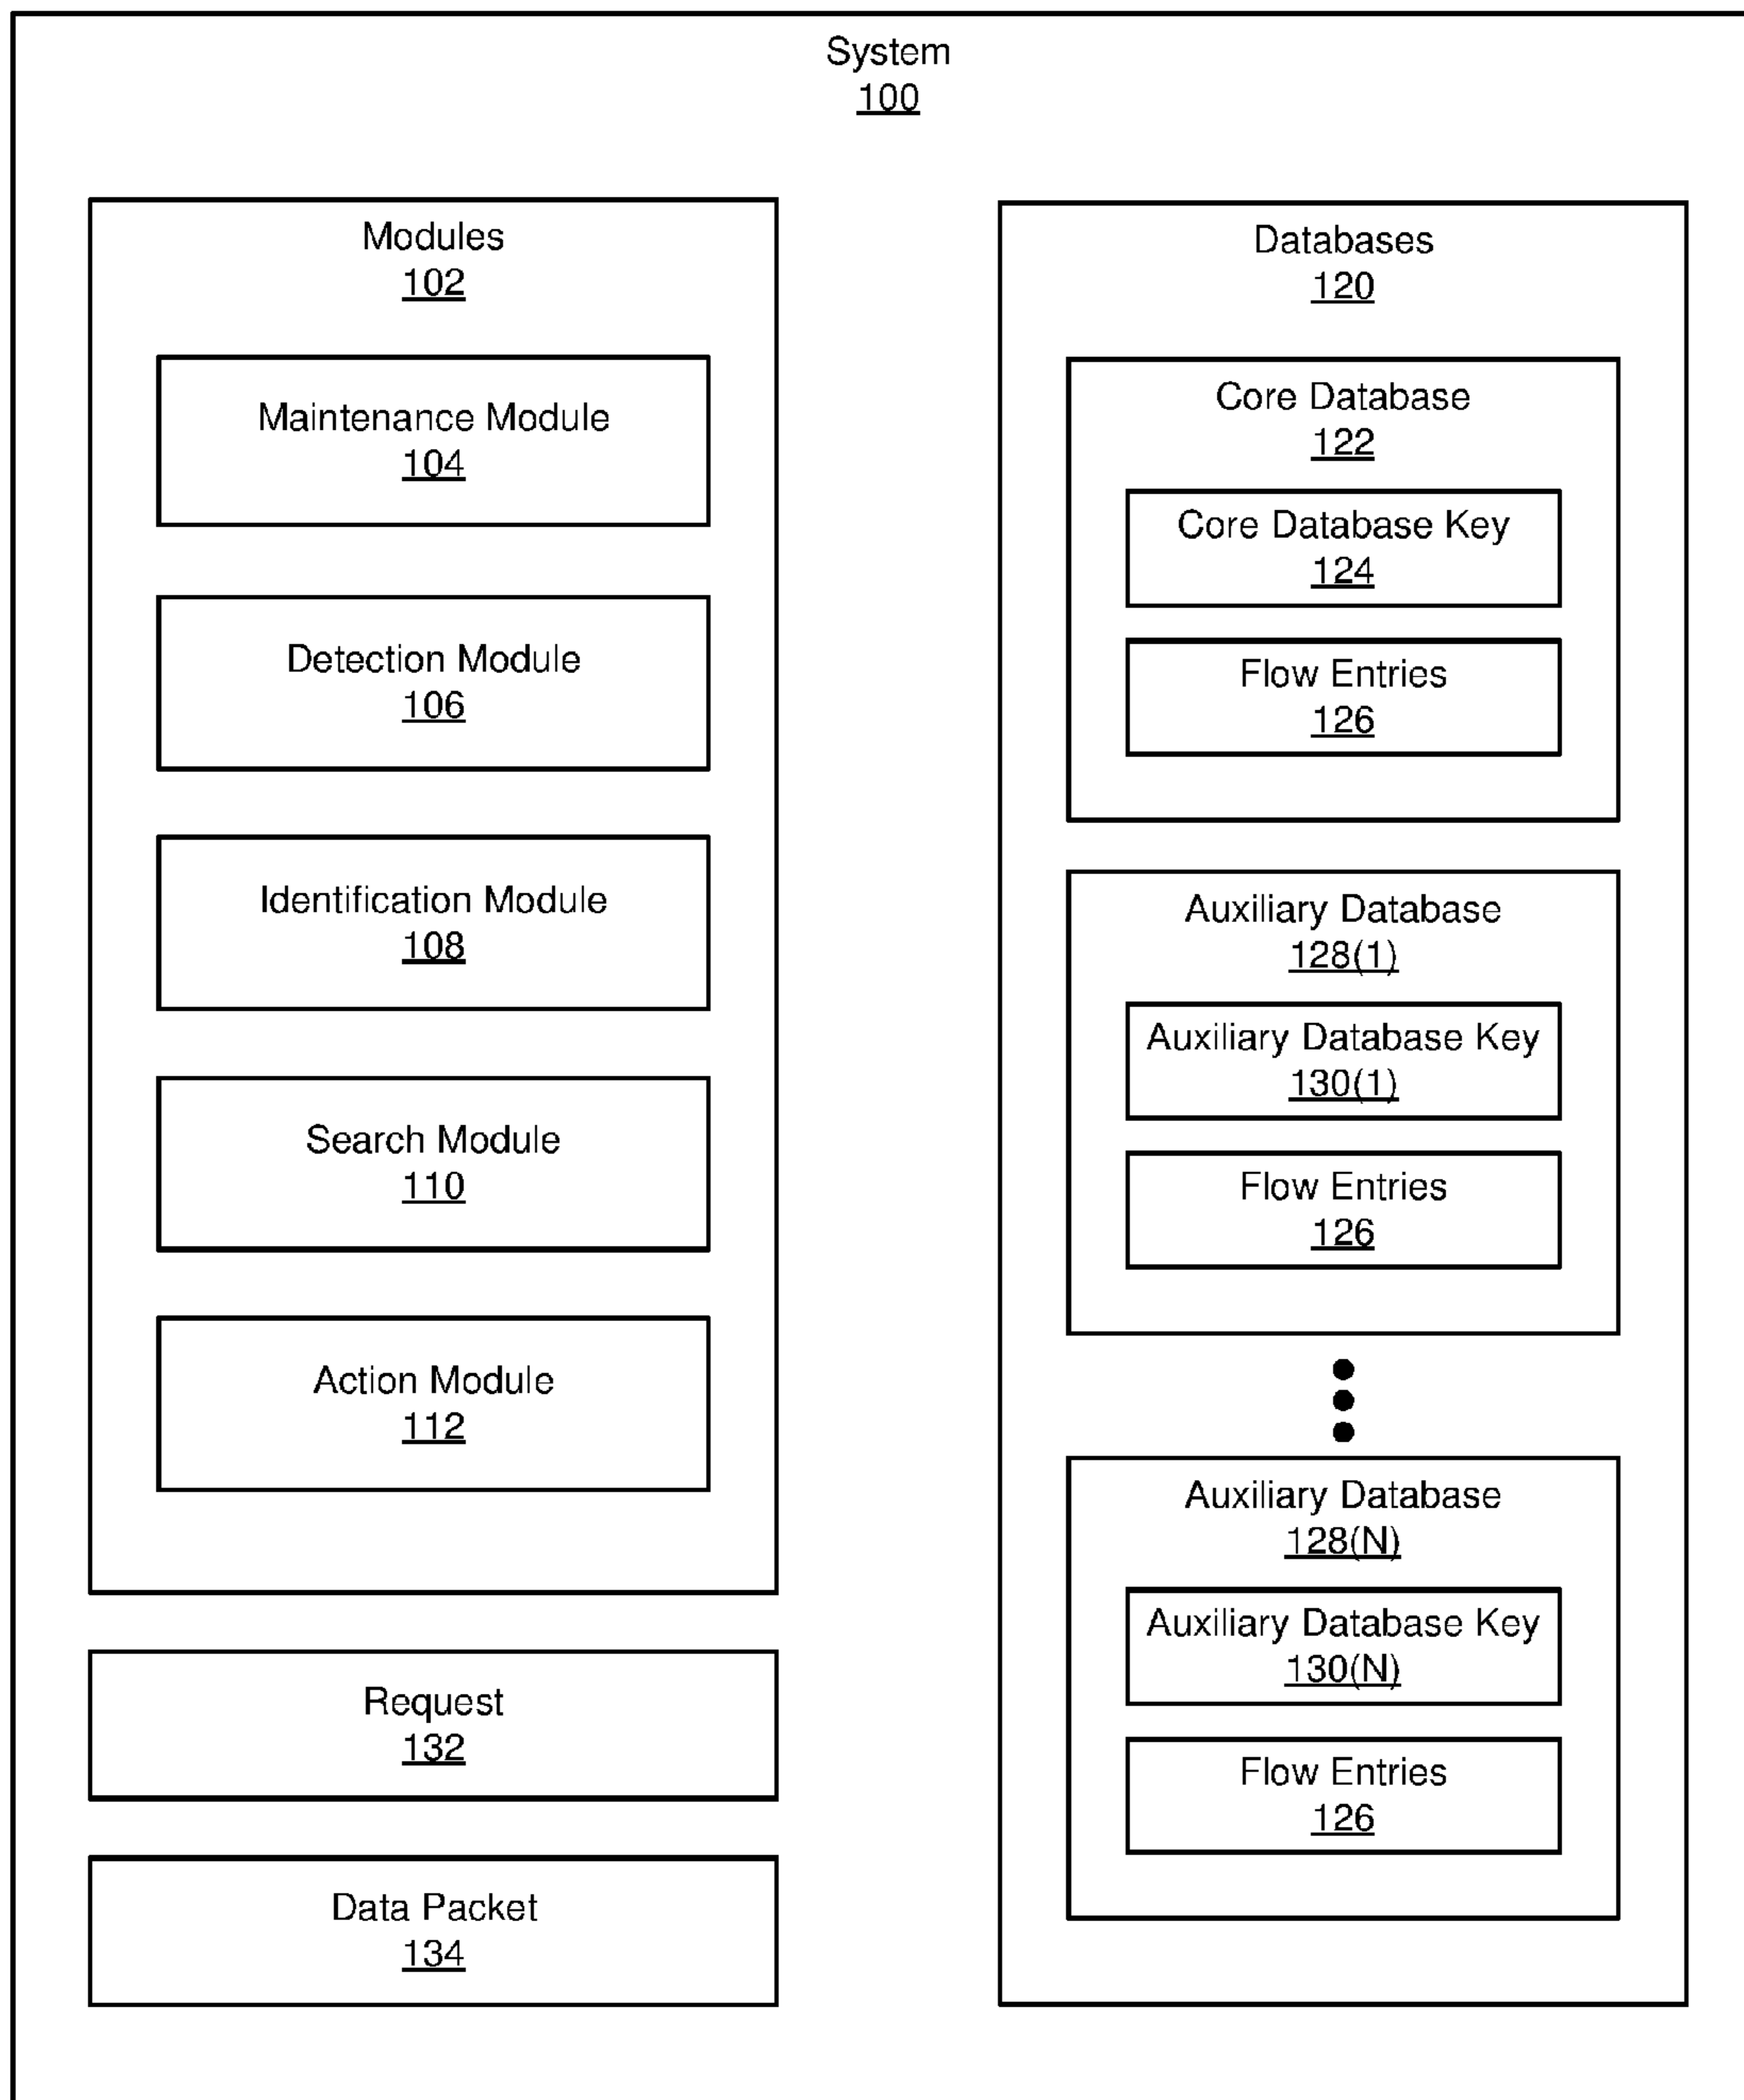 System
100
Modules
102
Maintenance Module
104
Detection Module
106
Identification Module
108
Search Module
110
Action Module
112
Request
132
Data Packet
134
Databases
120
Core Database
122
Core Database Key
124
Flow Entries
126
Auxiliary Database
128(1)
Auxiliary Database Key
130(1)
Flow Entries
126
Auxiliary Database
128(N)
Auxiliary Database Key
130(N)
Flow Entries
126